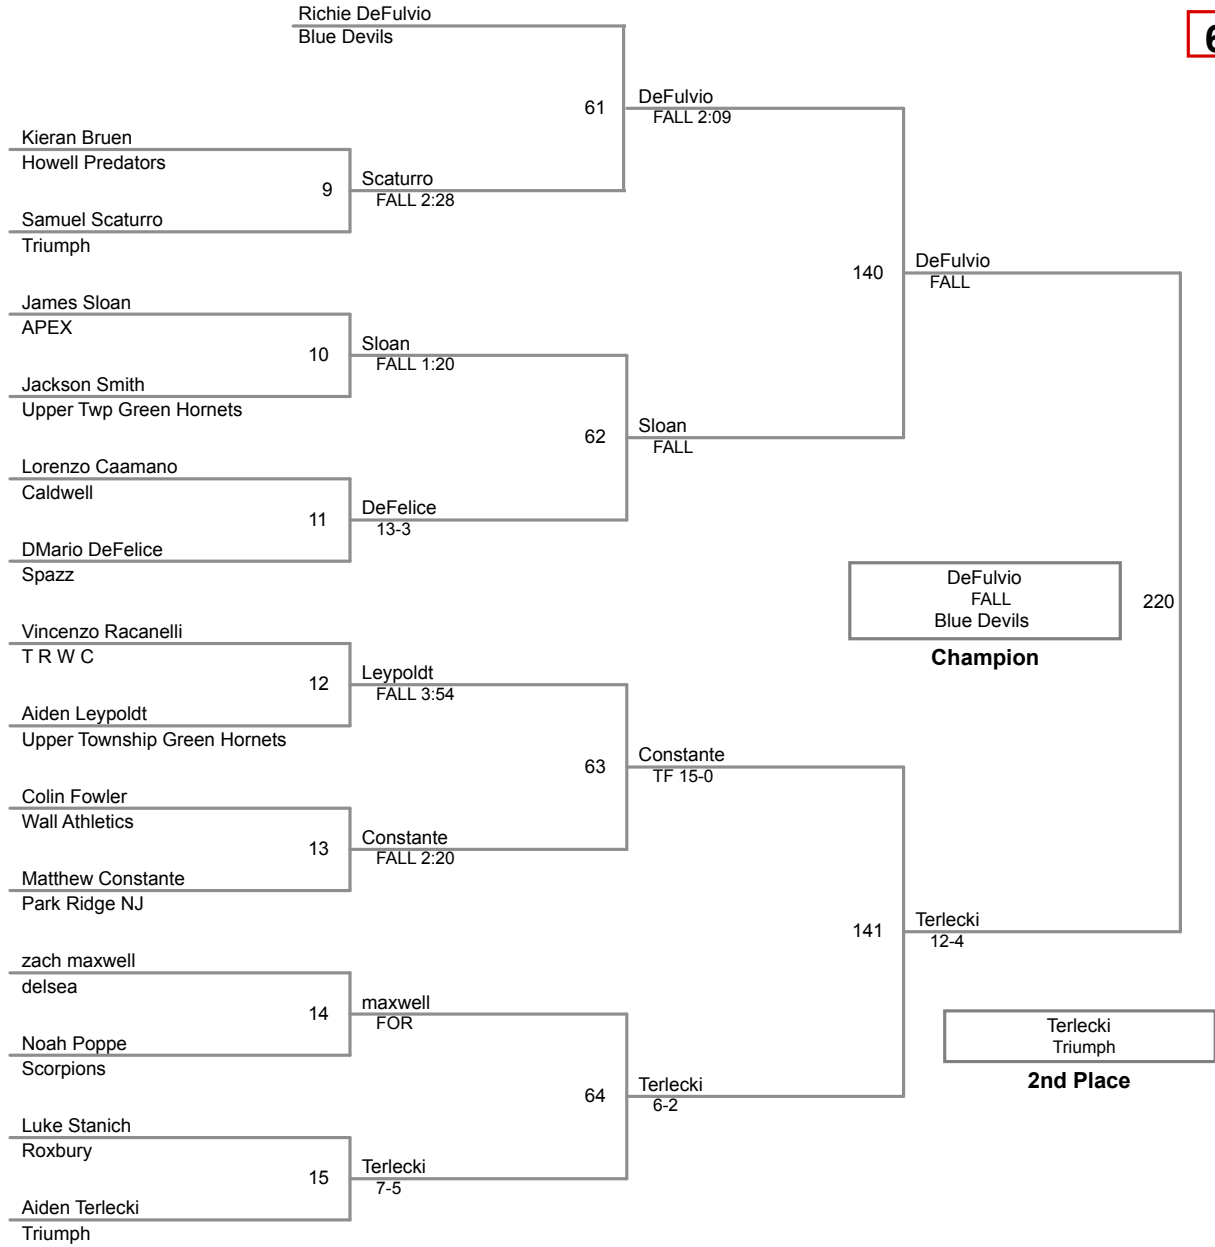 Richie DeFulvio
Blue Devils
6
61
DeFulvio
FALL 2:09
Kieran Bruen
Howell Predators
9
Scaturro
FALL 2:28
Samuel Scaturro
Triumph
140
DeFulvio
FALL
James Sloan
APEX
10
Sloan
FALL 1:20
Jackson Smith
Upper Twp Green Hornets
62
Sloan
FALL
Lorenzo Caamano
Caldwell
11
DeFelice
13-3
DMario DeFelice
Spazz
DeFulvio
FALL
Blue Devils
220
Champion
Vincenzo Racanelli
T R W C
12
Leypoldt
FALL 3:54
Aiden Leypoldt
Upper Township Green Hornets
63
Constante
TF 15-0
Colin Fowler
Wall Athletics
13
Constante
FALL 2:20
Matthew Constante
Park Ridge NJ
141
Terlecki
12-4
zach maxwell
delsea
14
maxwell
FOR
Noah Poppe
Scorpions
Terlecki
Triumph
2nd Place
64
Terlecki
6-2
Luke Stanich
Roxbury
15
Terlecki
7-5
Aiden Terlecki
Triumph